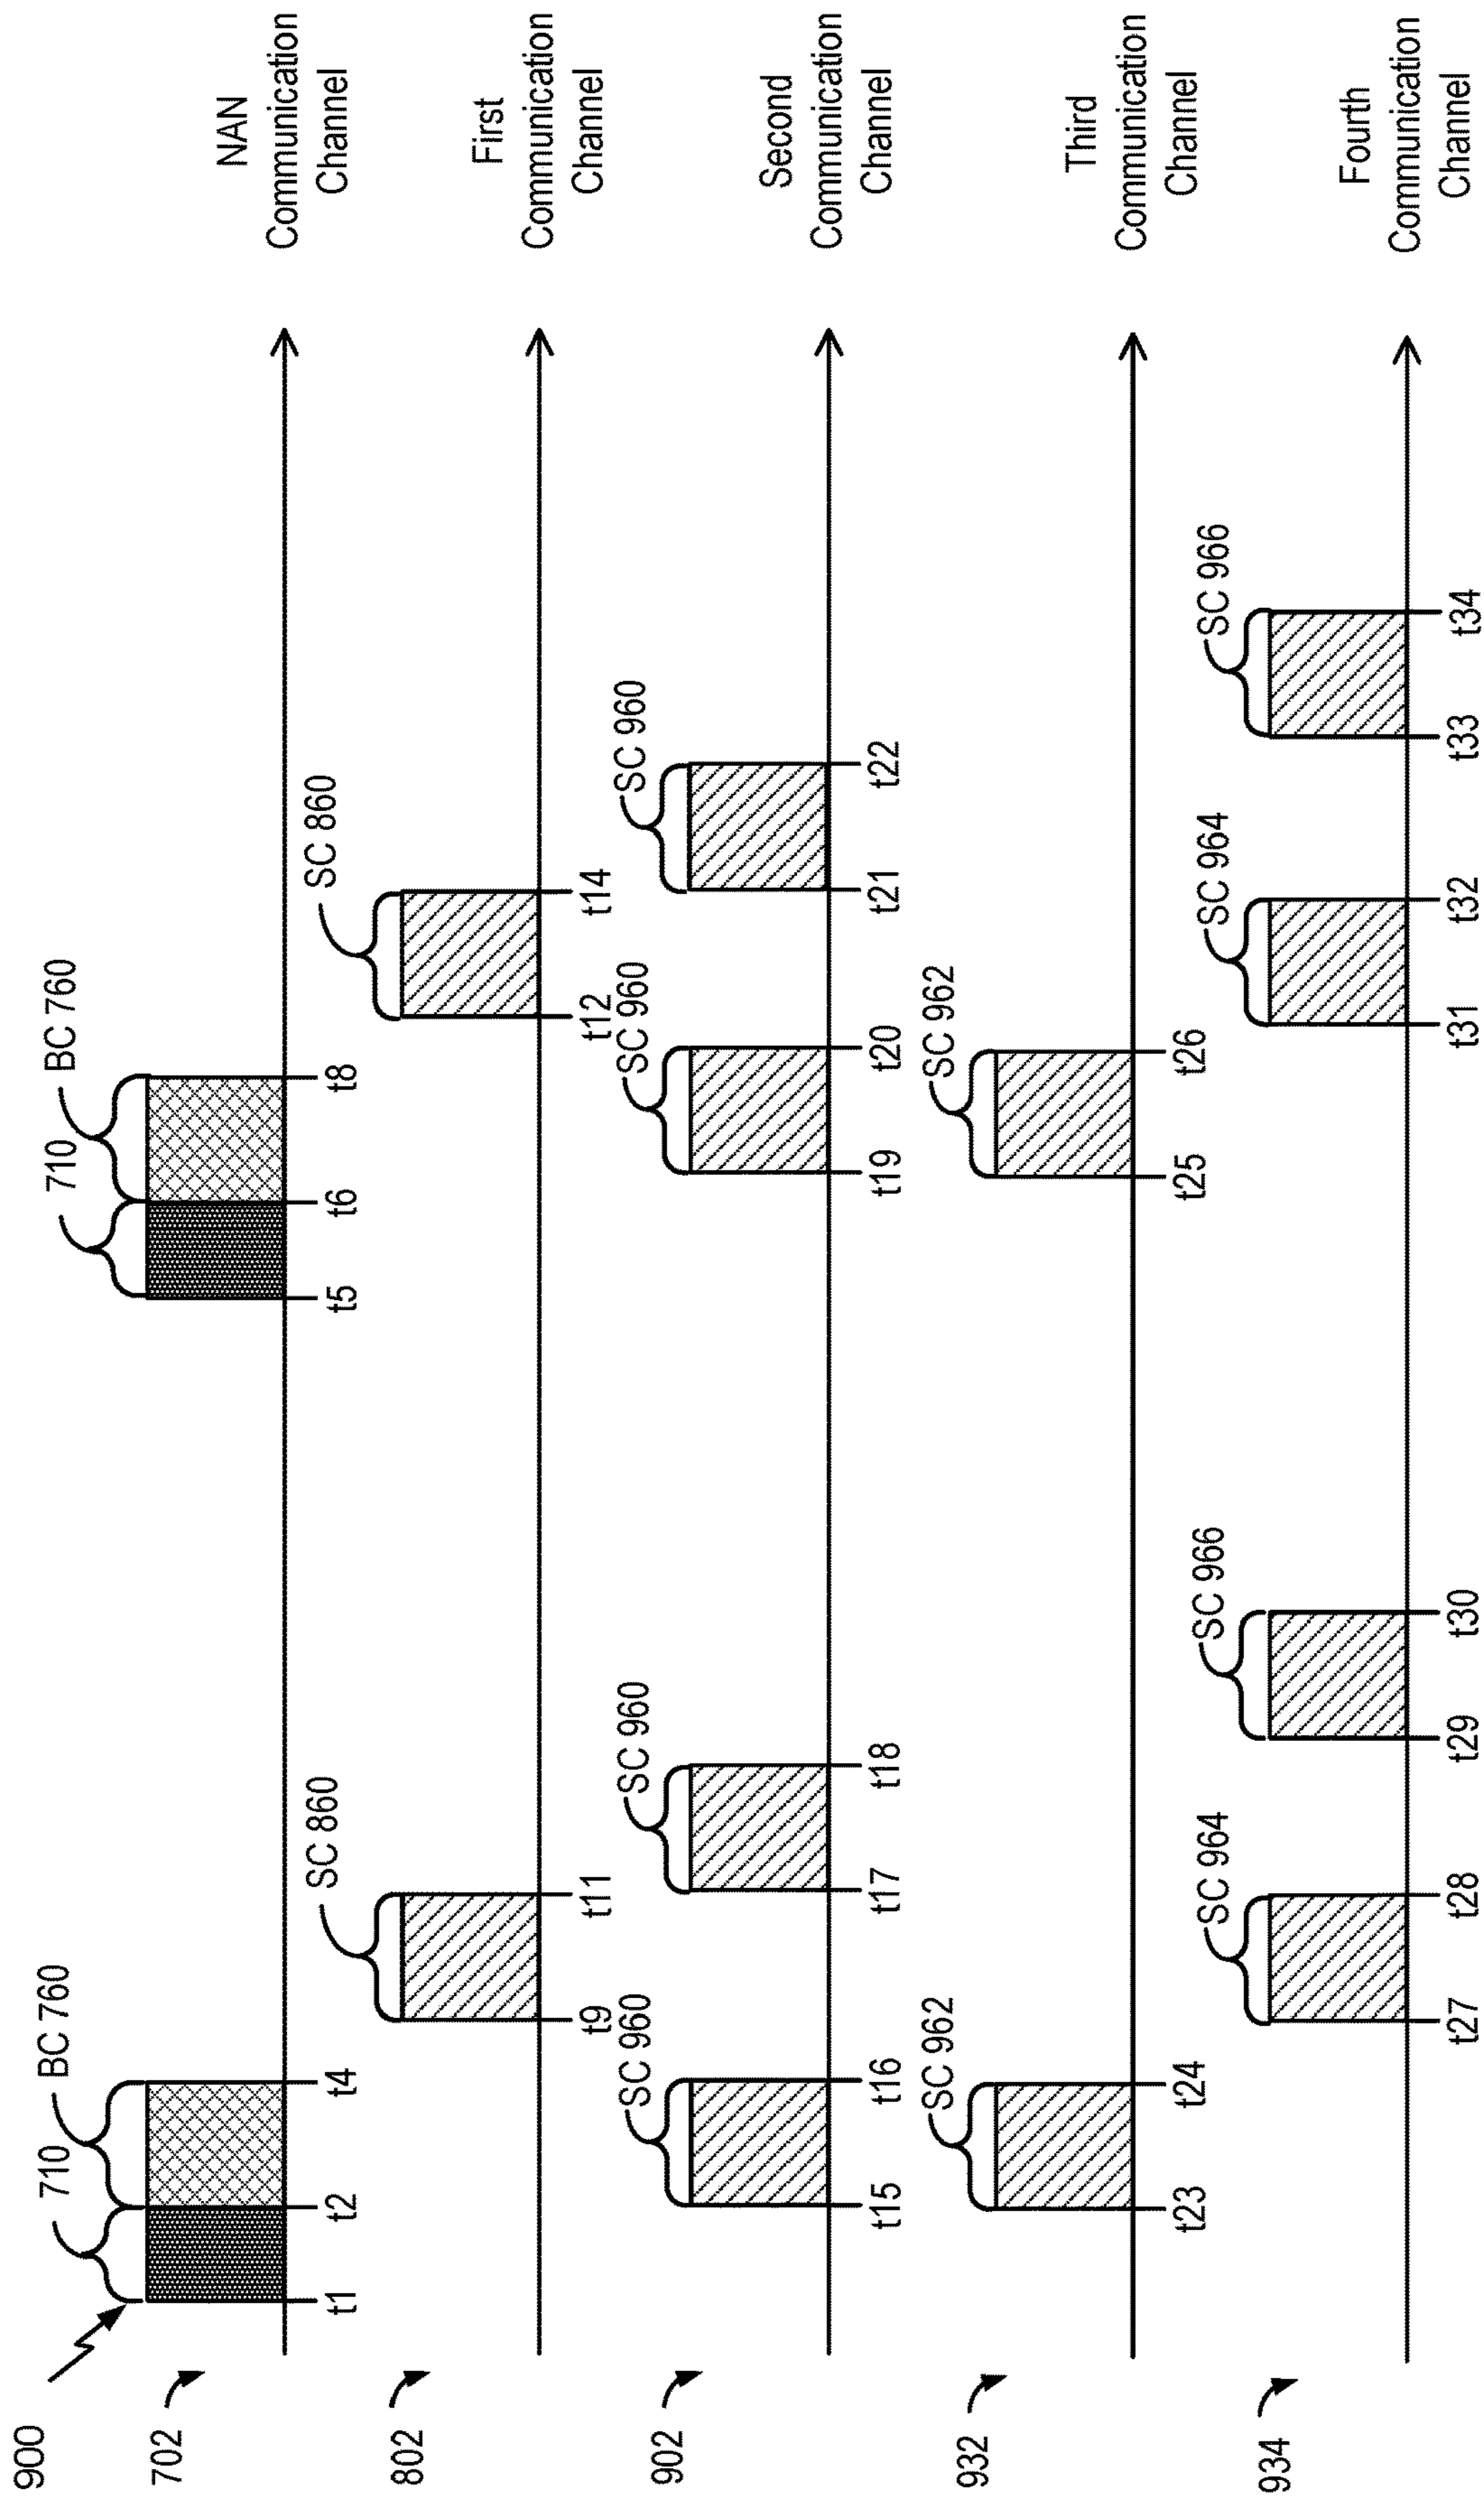 900
702
710
BC 760
710
BC 760
t1
t2
t4
t5
t6
t8
NAN
Communication
Channel
802
SC 860
SC 860
t9
t11
t12
t14
First
Communication
Channel
902
SC 960
SC 960
SC 960
SC 960
t15
t16
t17
t18
t19
t20
t21
t22
Second
Communication
Channel
932
SC 962
SC 962
t23
t24
t25
t26
Third
Communication
Channel
934
SC 964
SC 966
SC 964
SC 966
t27
t28
t29
t30
t31
t32
t33
t34
Fourth
Communication
Channel